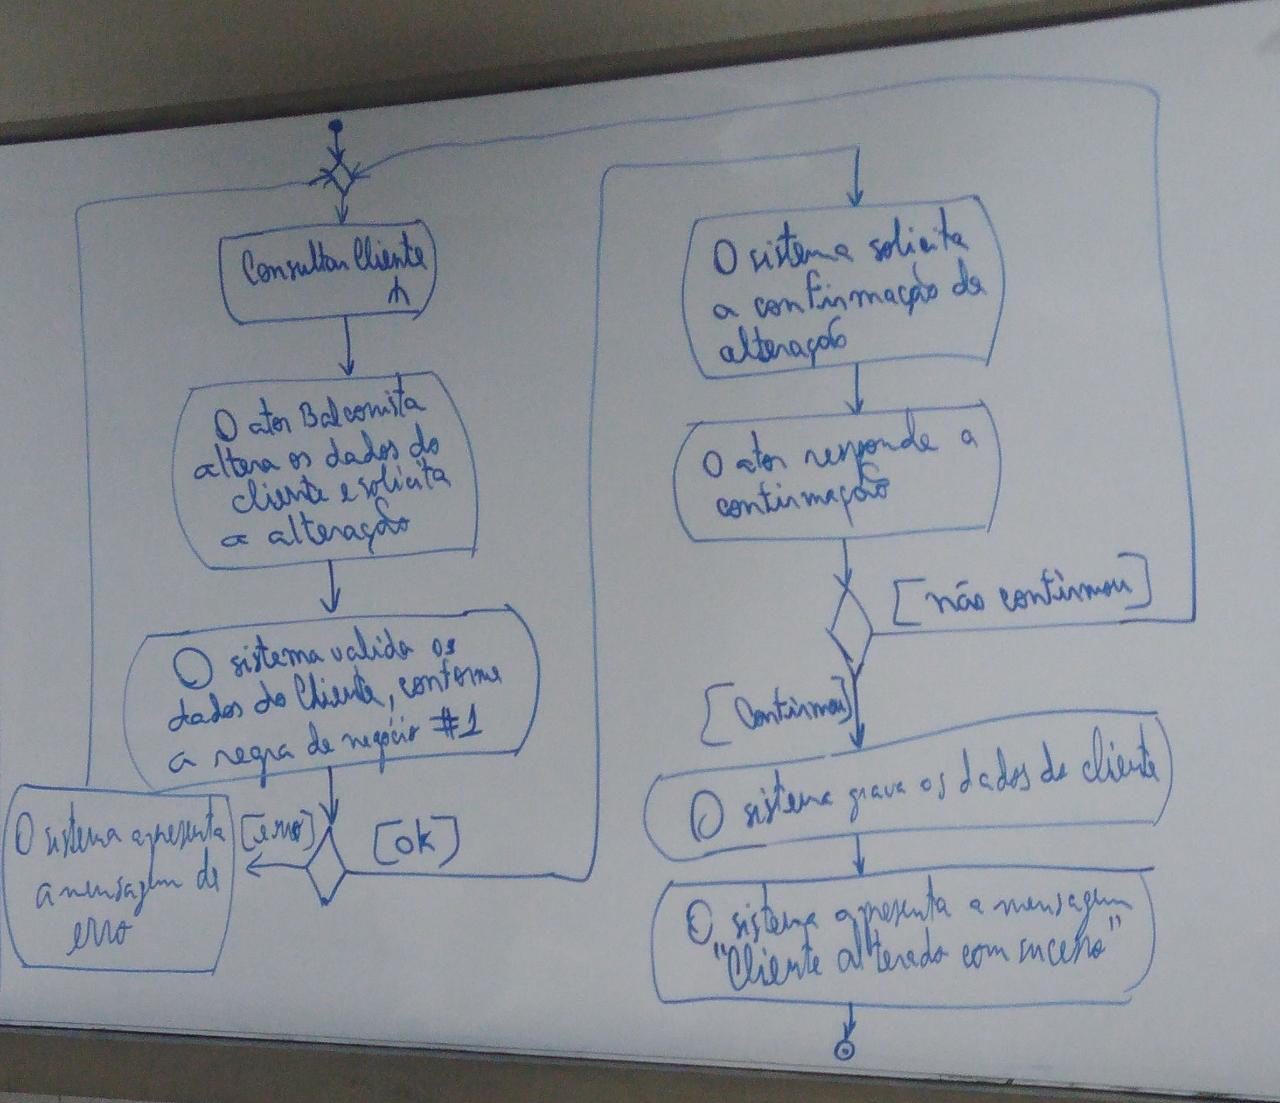 Consultar Cliente
O ator Balconista
altera os dados do
cliente e solicita
a alteração
O sistema valida os
dados do Cliente, conforme
a regra de negócio #1
[erro]
[ok]
O sistema apresenta
a mensagem de
erro
O sistema solicita
a confirmação da
alteração
O ator responde a
confirmação
[não confirmou]
[Confirmou]
O sistema grava os dados do cliente
O sistema apresenta a mensagem
"Cliente alterado com sucesso"